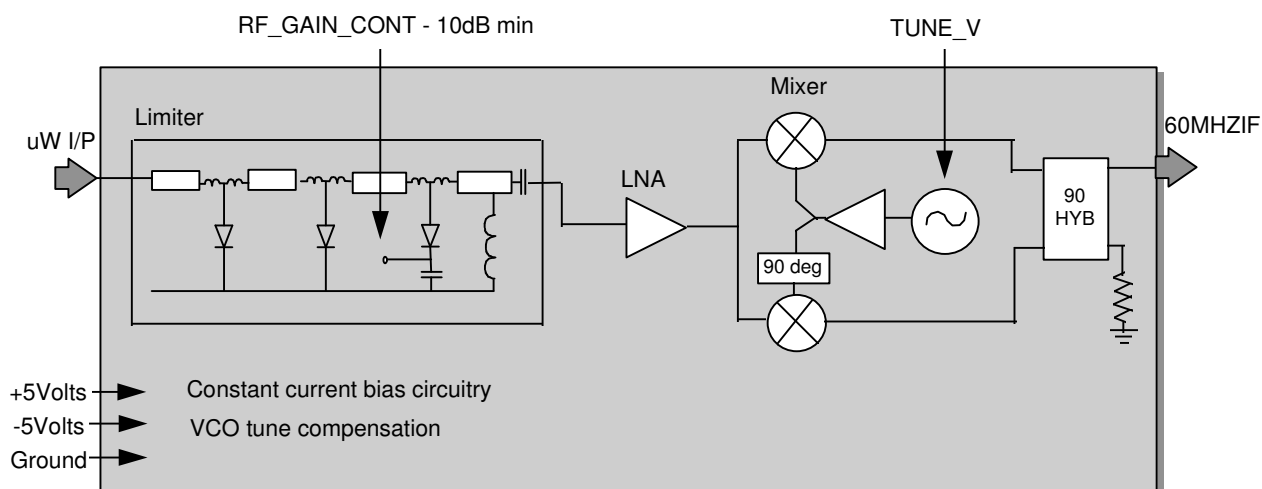 RF_GAIN_CONT - 10dB min
TUNE_V
Mixer
Limiter
uW I/P
60MHZIF
LNA
90
HYB
90 deg
+5Volts
Constant current bias circuitry
-5Volts
VCO tune compensation
Ground